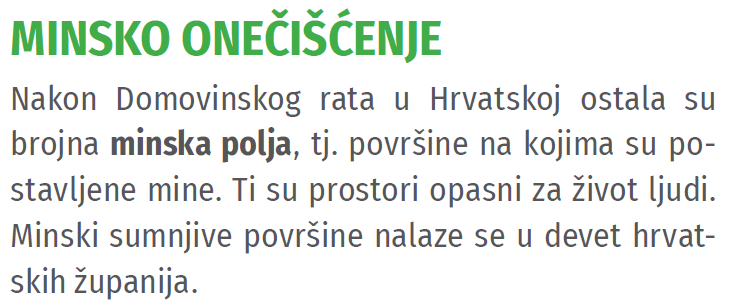 MINSKO ONEČIŠĆENJE
Nakon Domovinskog rata u Hrvatskoj ostala su
brojna minska polja, tj. površine na kojima su po-
stavljene mine. Ti su prostori opasni za život ljudi.
Minski sumnjive površine nalaze se u devet hrvat-
skih županija.